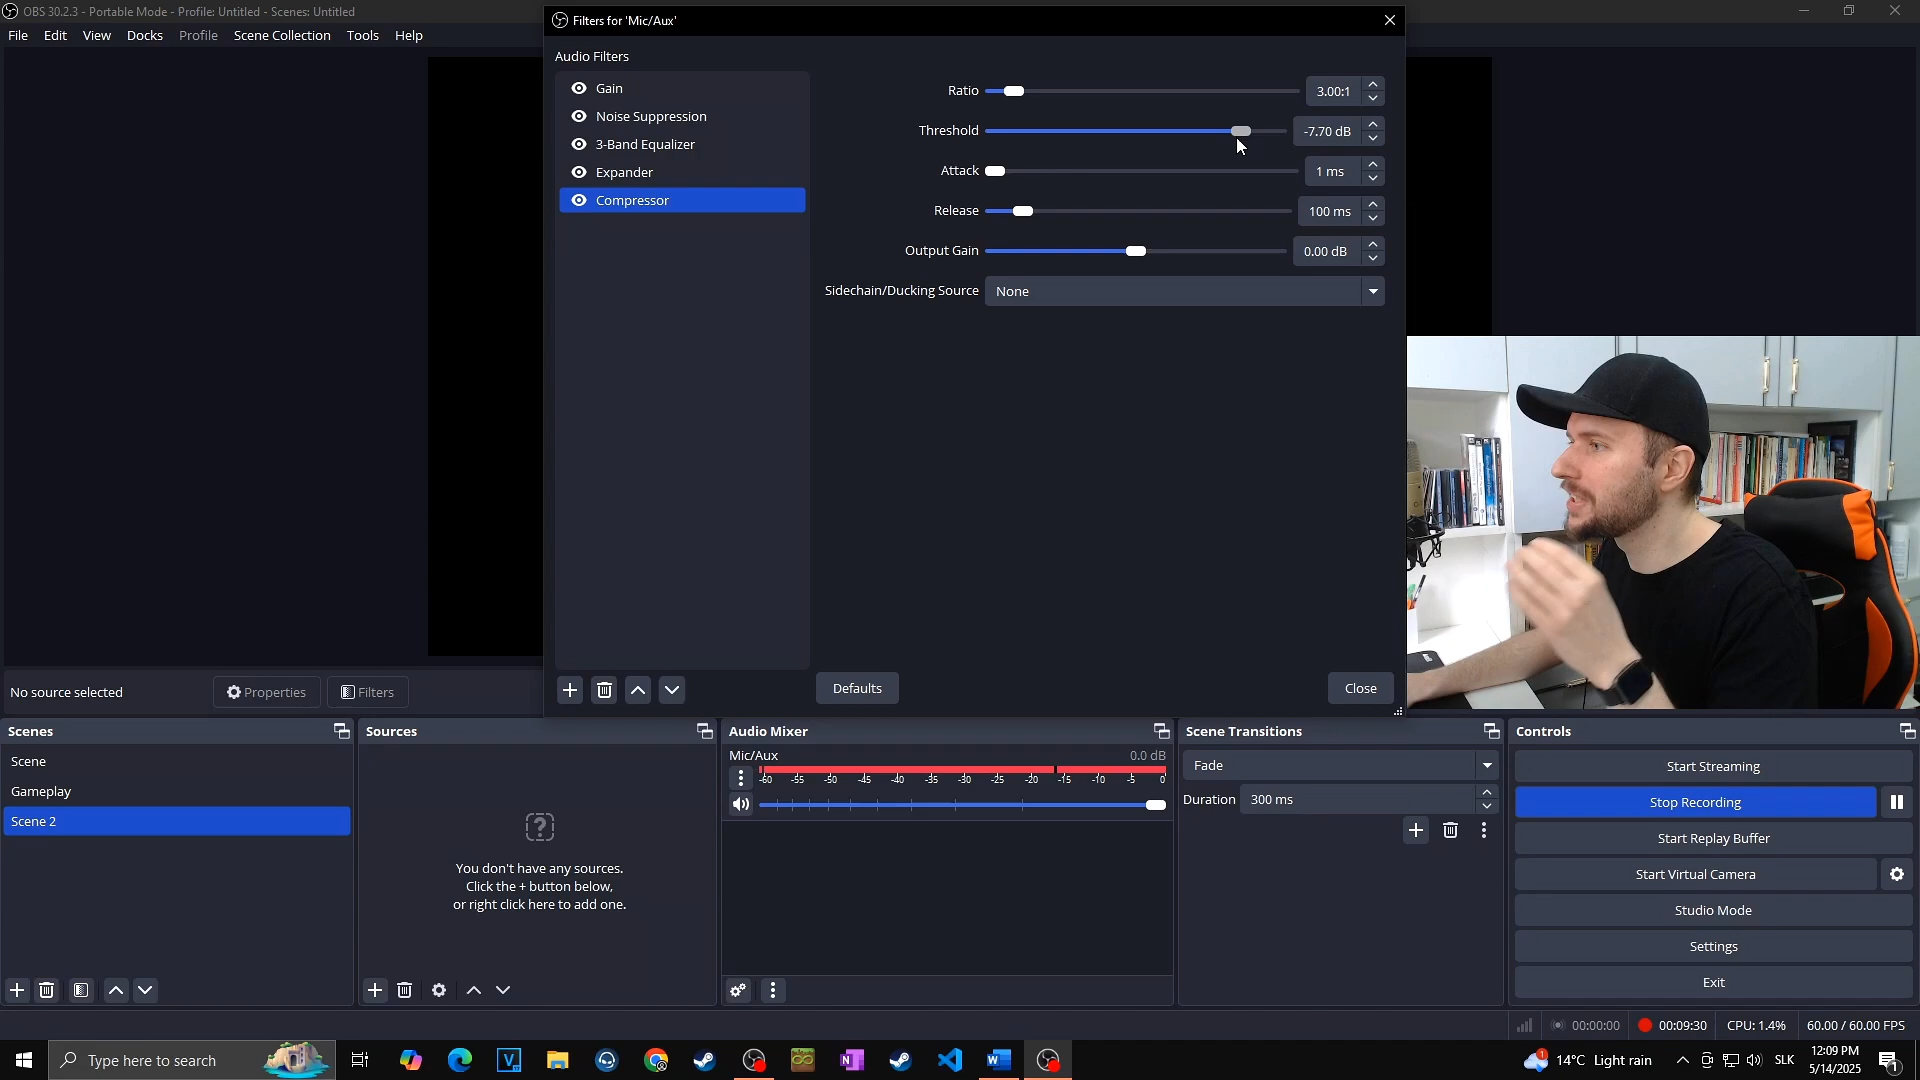 OBS 30.2.3 - Portable Mode - Profile: Untitled - Scenes: Untitled
File Edit View Docks Profile Scene Collection Tools Help
Filters for 'Mic/Aux'
Audio Filters
Gain
Noise Suppression
3-Band Equalizer
Expander
Compressor
Ratio 3.00:1
Threshold -7.70 dB
Attack 1 ms
Release 100 ms
Output Gain 0.00 dB
Sidechain/Ducking Source None
Defaults
Close
No source selected
Properties
Filters
Scenes
Scene
Gameplay
Scene 2
Sources
You don't have any sources.
Click the + button below,
or right click here to add one.
Audio Mixer
Mic/Aux 0.0 dB
-60 -55 -50 -45 -40 -35 -30 -25 -20 -15 -10 -5 0
Scene Transitions
Fade
Duration 300 ms
Controls
Start Streaming
Stop Recording
Start Replay Buffer
Start Virtual Camera
Studio Mode
Settings
Exit
00:00:00 00:09:30 CPU: 1.4% 60.00 / 60.00 FPS
Type here to search
14°C Light rain
SLK
12:09 PM
5/14/2025